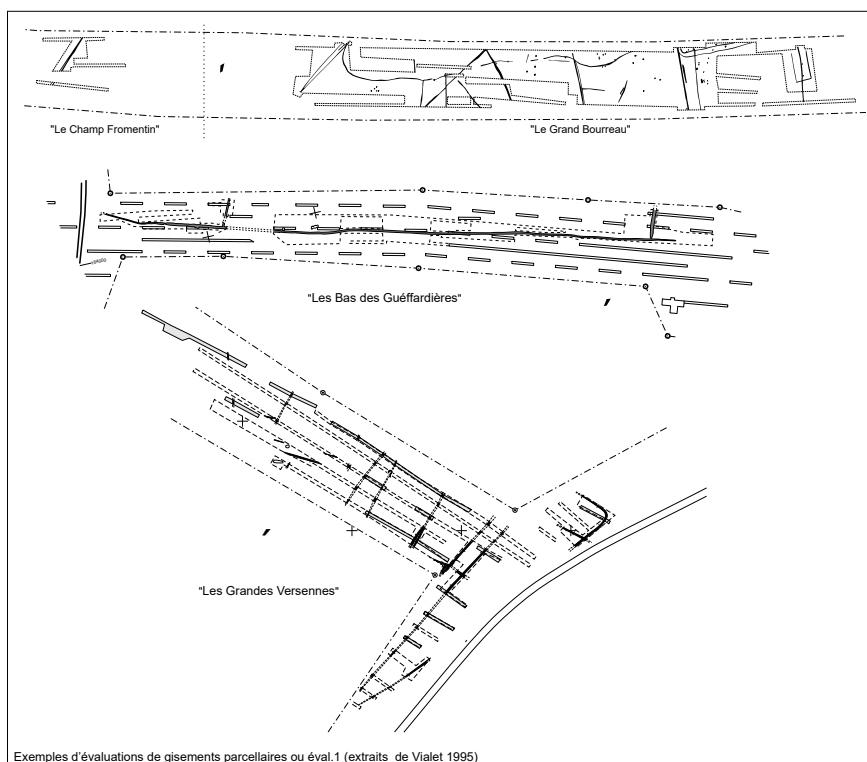 "Le Champ Fromentin"
"Le Grand Bourreau"
"Les Bas des Guéffardières"
"Les Grandes Versennes"
Exemples d'évaluations de gisements parcellaires ou éval.1 (extraits de Vialet 1995)